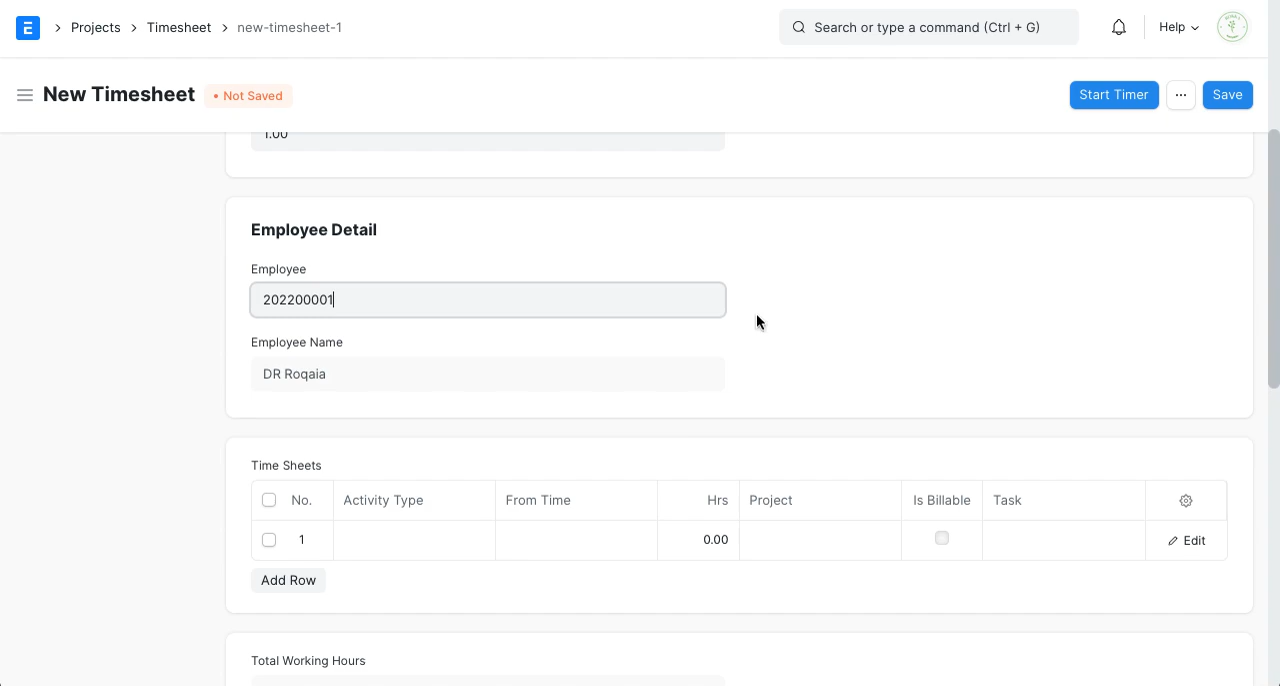 E > Projects > Timesheet > new-timesheet-1
Search or type a command (Ctrl + G)
Help
New Timesheet
• Not Saved
Start Timer
...
Save
1.00
Employee Detail
Employee
202200001
Employee Name
DR Roqaia
Time Sheets
No. Activity Type From Time Hrs Project Is Billable Task
1 0.00 Edit
Add Row
Total Working Hours